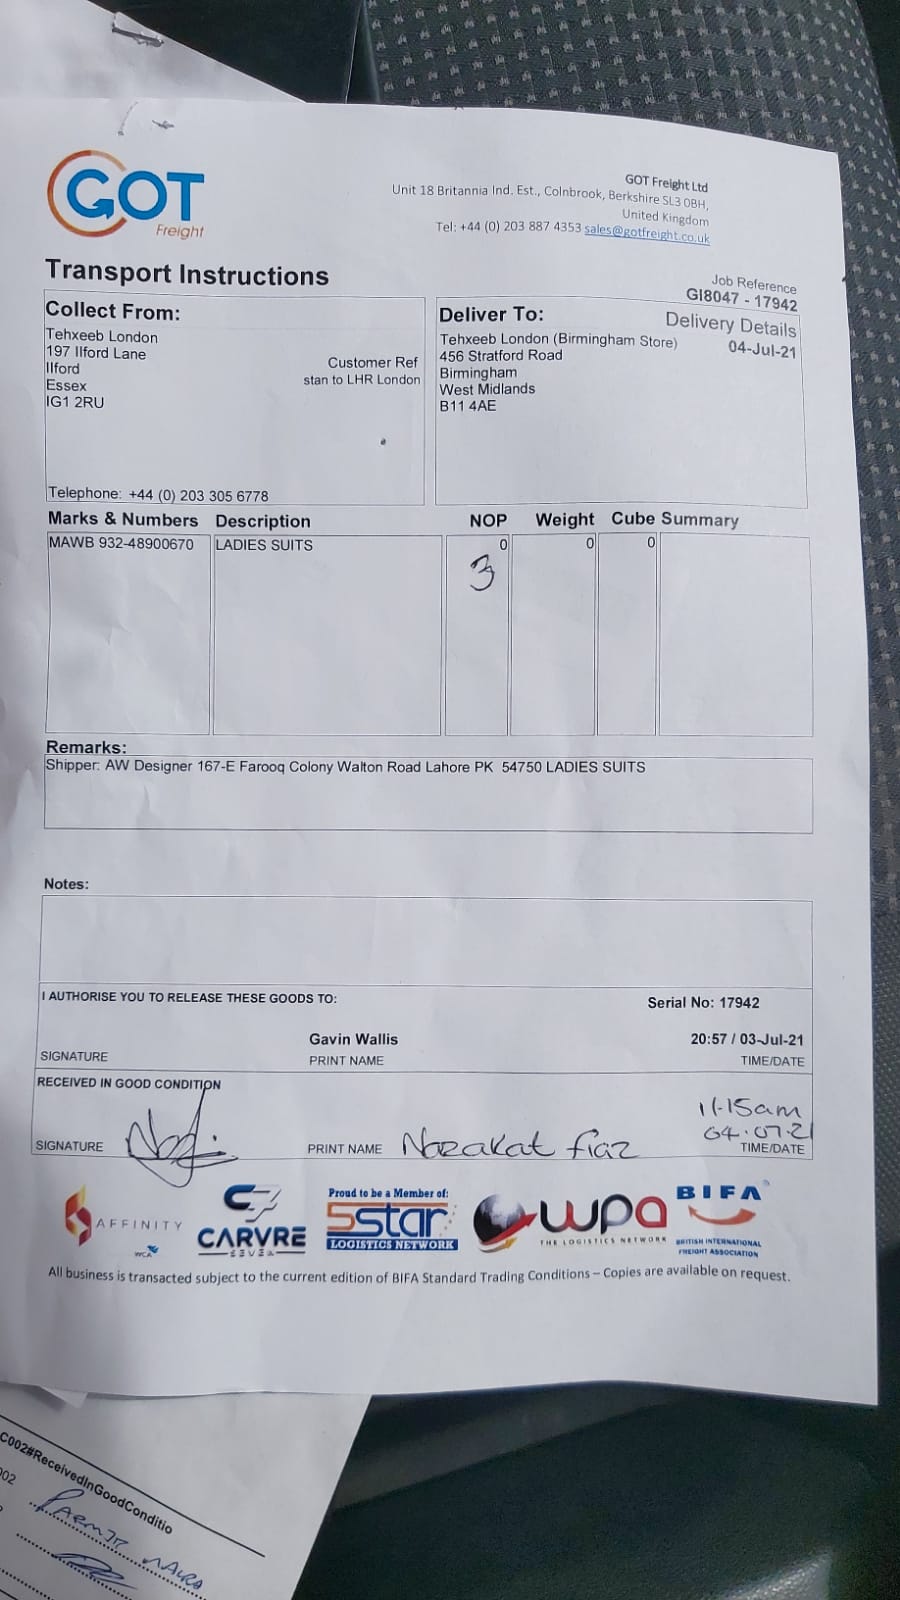 GOT
Freight
GOT Freight Ltd
Unit 18 Britannia Ind. Est., Colnbrook, Berkshire SL3 0BH,
United Kingdom
Tel: +44 (0) 203 887 4353 sales@gotfreight.co.uk
Transport Instructions
Job Reference
GI8047 - 17942
Collect From:
Tehxeeb London
197 Ilford Lane
Ilford
Essex
IG1 2RU
Customer Ref
stan to LHR London
Telephone: +44 (0) 203 305 6778
Deliver To:
Delivery Details
04-Jul-21
Tehxeeb London (Birmingham Store)
456 Stratford Road
Birmingham
West Midlands
B11 4AE
Marks & Numbers Description NOP Weight Cube Summary
MAWB 932-48900670 LADIES SUITS 0 0 0
3
Remarks:
Shipper: AW Designer 167-E Farooq Colony Walton Road Lahore PK 54750 LADIES SUITS
Notes:
I AUTHORISE YOU TO RELEASE THESE GOODS TO:
Serial No: 17942
Gavin Wallis 20:57 / 03-Jul-21
SIGNATURE PRINT NAME TIME/DATE
RECEIVED IN GOOD CONDITION
11.15am
04.07.21
SIGNATURE PRINT NAME Nazakat fiaz TIME/DATE
AFFINITY
WCA
C7
CARVRE
SEVEN
Proud to be a Member of:
5star
LOGISTICS NETWORK
wpa
THE LOGISTICS NETWORK
BIFA
BRITISH INTERNATIONAL
FREIGHT ASSOCIATION
All business is transacted subject to the current edition of BIFA Standard Trading Conditions – Copies are available on request.
C002#ReceivedInGoodConditio
002